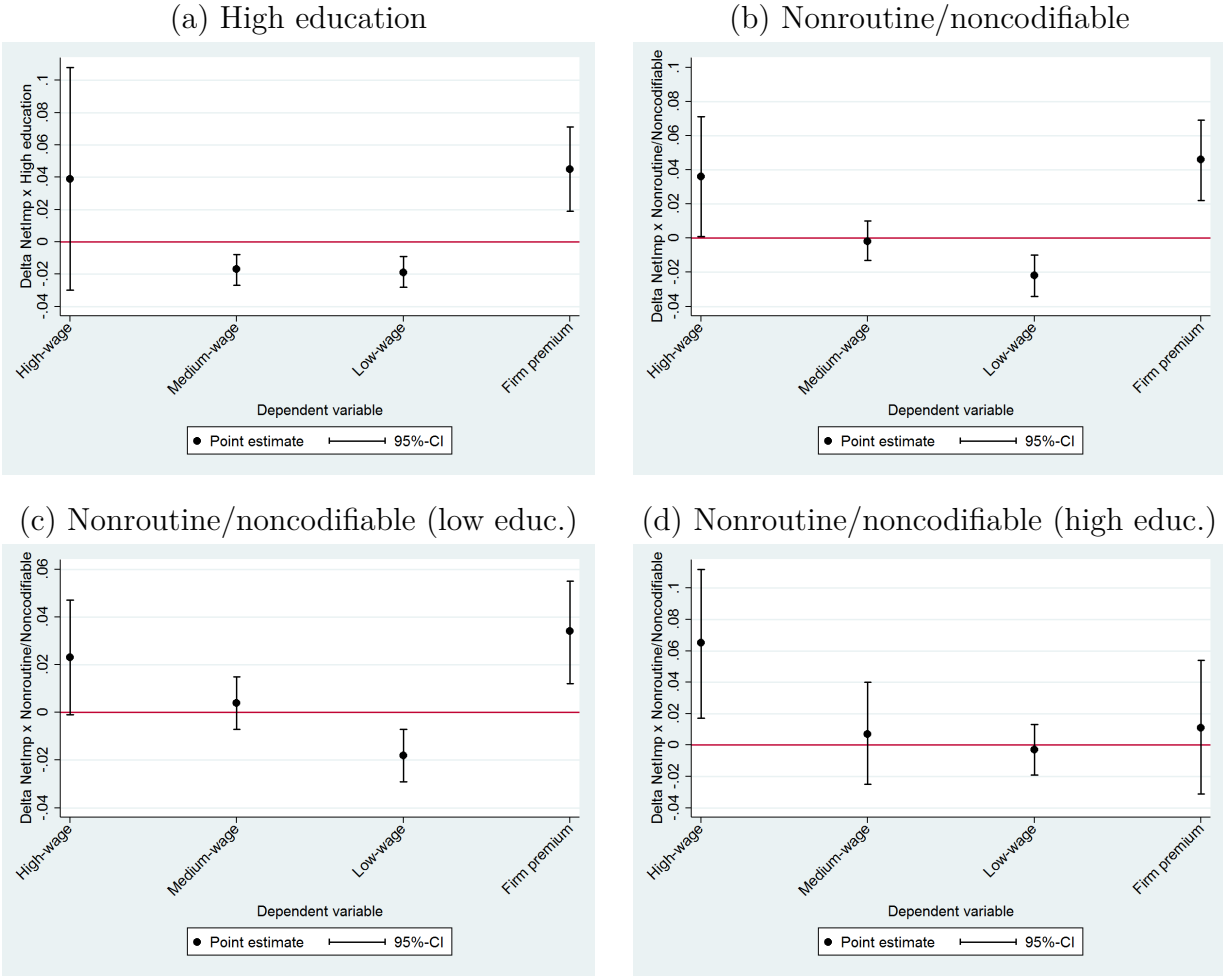 (a) High education
Delta NetImp x High education
.1
.08
.06
.04
.02
0
-.02
-.04
High-wage
Medium-wage
Low-wage
Firm premium
Dependent variable
Point estimate 95%-CI
(b) Nonroutine/noncodifiable
Delta NetImp x Nonroutine/Noncodifiable
.1
.08
.06
.04
.02
0
-.02
-.04
High-wage
Medium-wage
Low-wage
Firm premium
Dependent variable
Point estimate 95%-CI
(c) Nonroutine/noncodifiable (low educ.)
Delta NetImp x Nonroutine/Noncodifiable
.06
.04
.02
0
-.02
-.04
High-wage
Medium-wage
Low-wage
Firm premium
Dependent variable
Point estimate 95%-CI
(d) Nonroutine/noncodifiable (high educ.)
Delta NetImp x Nonroutine/Noncodifiable
.1
.08
.06
.04
.02
0
-.02
-.04
High-wage
Medium-wage
Low-wage
Firm premium
Dependent variable
Point estimate 95%-CI